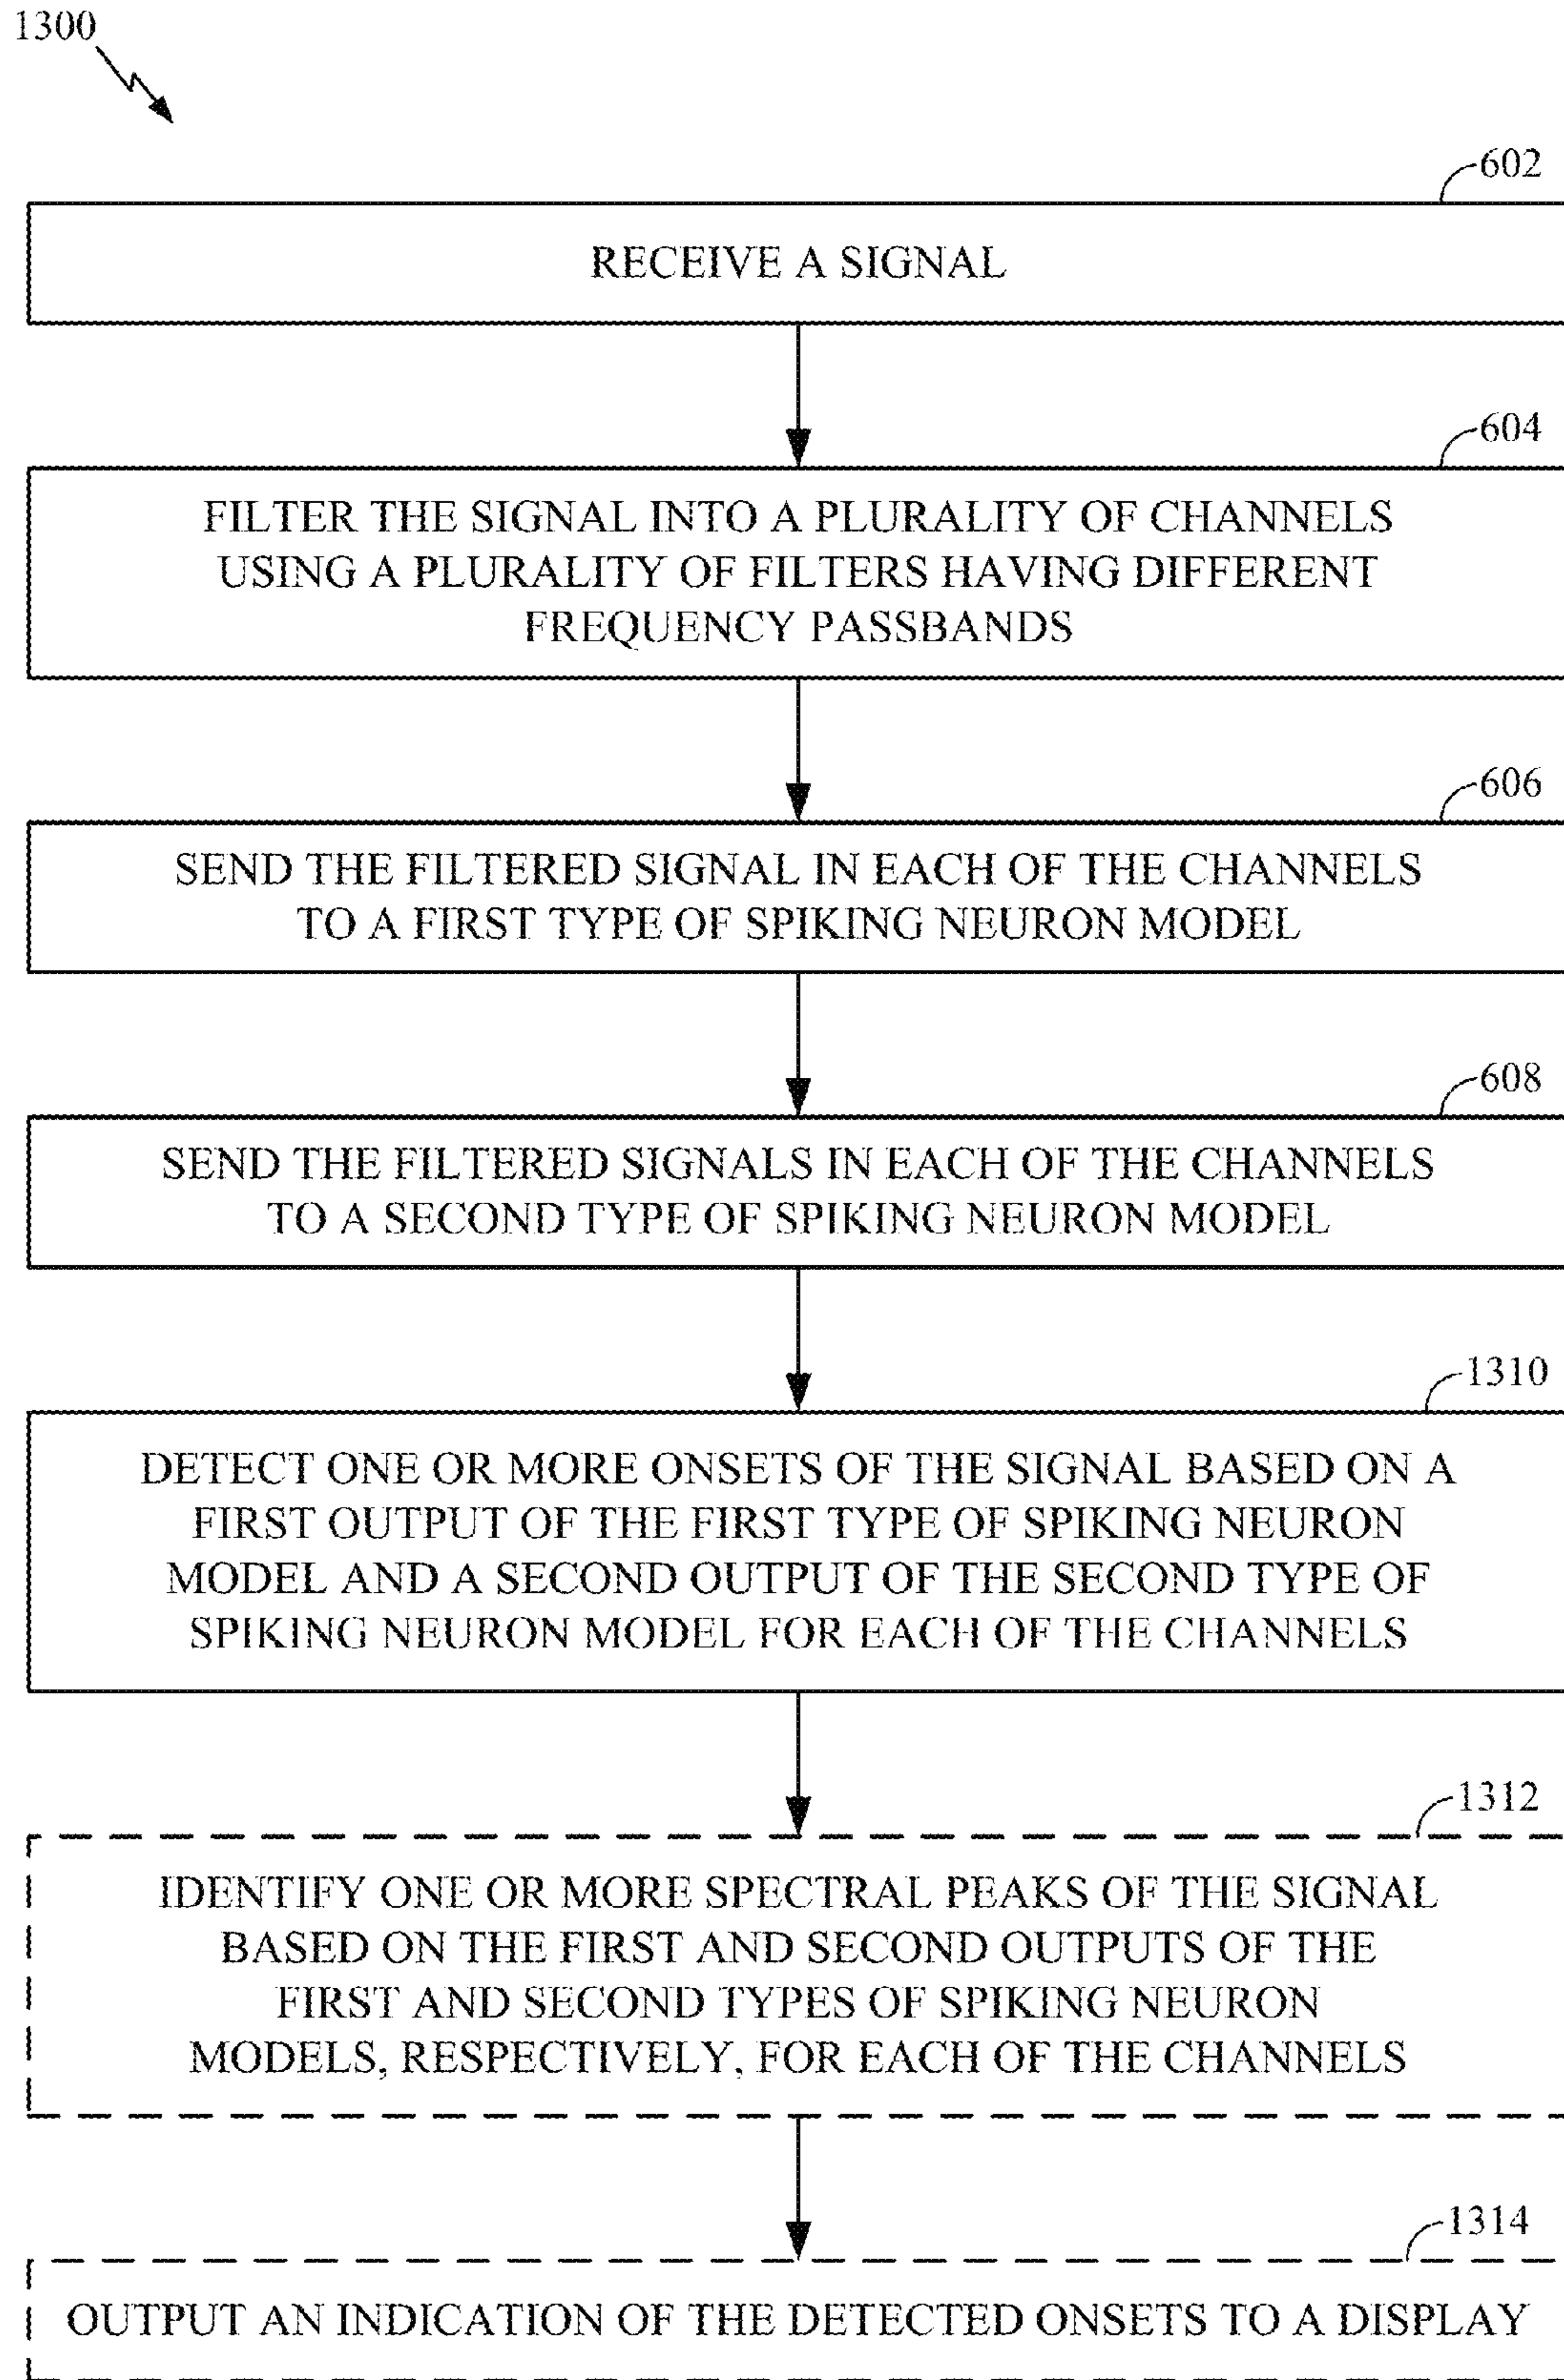 1300
602
RECEIVE A SIGNAL
604
FILTER THE SIGNAL INTO A PLURALITY OF CHANNELS
USING A PLURALITY OF FILTERS HAVING DIFFERENT
FREQUENCY PASSBANDS
606
SEND THE FILTERED SIGNAL IN EACH OF THE CHANNELS
TO A FIRST TYPE OF SPIKING NEURON MODEL
608
SEND THE FILTERED SIGNALS IN EACH OF THE CHANNELS
TO A SECOND TYPE OF SPIKING NEURON MODEL
1310
DETECT ONE OR MORE ONSETS OF THE SIGNAL BASED ON A
FIRST OUTPUT OF THE FIRST TYPE OF SPIKING NEURON
MODEL AND A SECOND OUTPUT OF THE SECOND TYPE OF
SPIKING NEURON MODEL FOR EACH OF THE CHANNELS
1312
IDENTIFY ONE OR MORE SPECTRAL PEAKS OF THE SIGNAL
BASED ON THE FIRST AND SECOND OUTPUTS OF THE
FIRST AND SECOND TYPES OF SPIKING NEURON
MODELS, RESPECTIVELY, FOR EACH OF THE CHANNELS
1314
OUTPUT AN INDICATION OF THE DETECTED ONSETS TO A DISPLAY